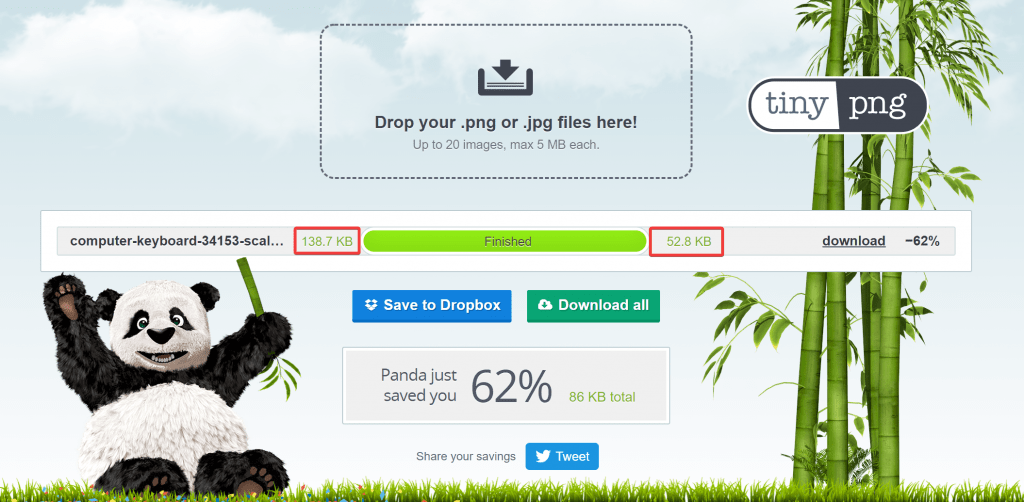 Drop your .png or .jpg files here!
Up to 20 images, max 5 MB each.
tiny png
computer-keyboard-34153-scal... 138.7 KB Finished 52.8 KB download −62%
Save to Dropbox Download all
Panda just
saved you 62% 86 KB total
Share your savings Tweet